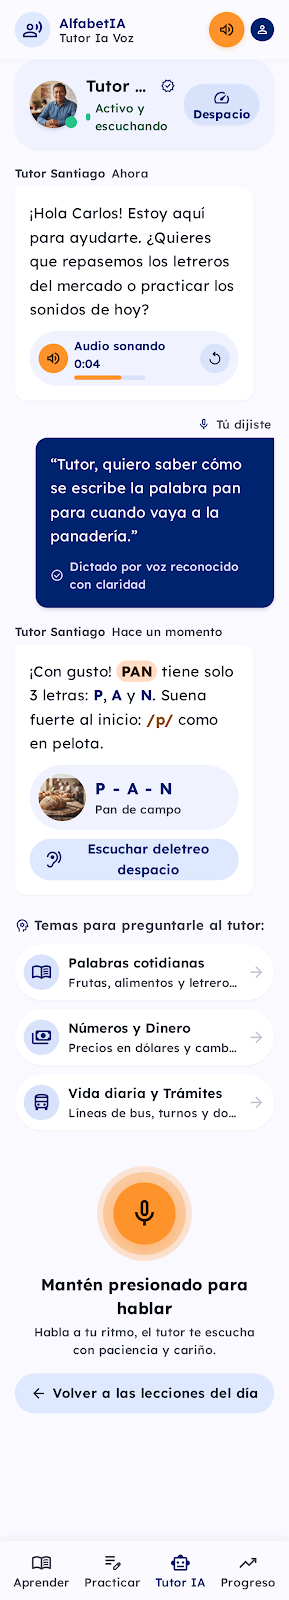 AlfabetIA
Tutor Ia Voz
Tutor ...
Activo y
escuchando
Despacio
Tutor Santiago Ahora
¡Hola Carlos! Estoy aquí
para ayudarte. ¿Quieres
que repasemos los letreros
del mercado o practicar los
sonidos de hoy?
Audio sonando
0:04
Tú dijiste
“Tutor, quiero saber cómo
se escribe la palabra pan
para cuando vaya a la
panadería.”
Dictado por voz reconocido
con claridad
Tutor Santiago Hace un momento
¡Con gusto! PAN tiene solo
3 letras: P, A y N. Suena
fuerte al inicio: /p/ como
en pelota.
P - A - N
Pan de campo
Escuchar deletreo
despacio
Temas para preguntarle al tutor:
Palabras cotidianas
Frutas, alimentos y letrero...
Números y Dinero
Precios en dólares y camb...
Vida diaria y Trámites
Líneas de bus, turnos y do...
Mantén presionado para
hablar
Habla a tu ritmo, el tutor te escucha
con paciencia y cariño.
Volver a las lecciones del día
Aprender Practicar Tutor IA Progreso